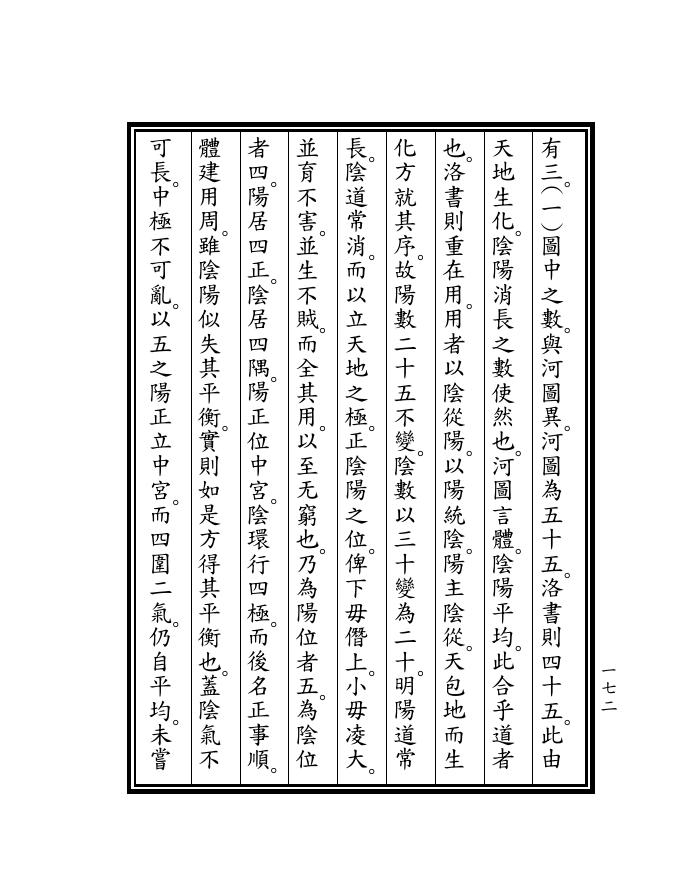 有三。(一)圖中之數。與河圖異。河圖為五十五。洛書則四十五。此由
天地生化。陰陽消長之數使然也。河圖言體。陰陽平均。此合乎道者
也。洛書則重在用。用者以陰從陽。以陽統陰。陽主陰從。天包地而生
化方就其序。故陽數二十五不變。陰數以三十變為二十。明陽道常
長。陰道常消。而以立天地之極。正陰陽之位。俾下毋僭上。小毋凌大。
並育不害。並生不賊。而全其用。以至无窮也。乃為陽位者五。為陰位
者四。陽居四正。陰居四隅。陽正位中宮。陰環行四極。而後名正事順。
體建用周。雖陰陽似失其平衡。實則如是方得其平衡也。蓋陰氣不
可長。中極不可亂。以五之陽正立中宮。而四圍二氣。仍自平均。未嘗
一七二